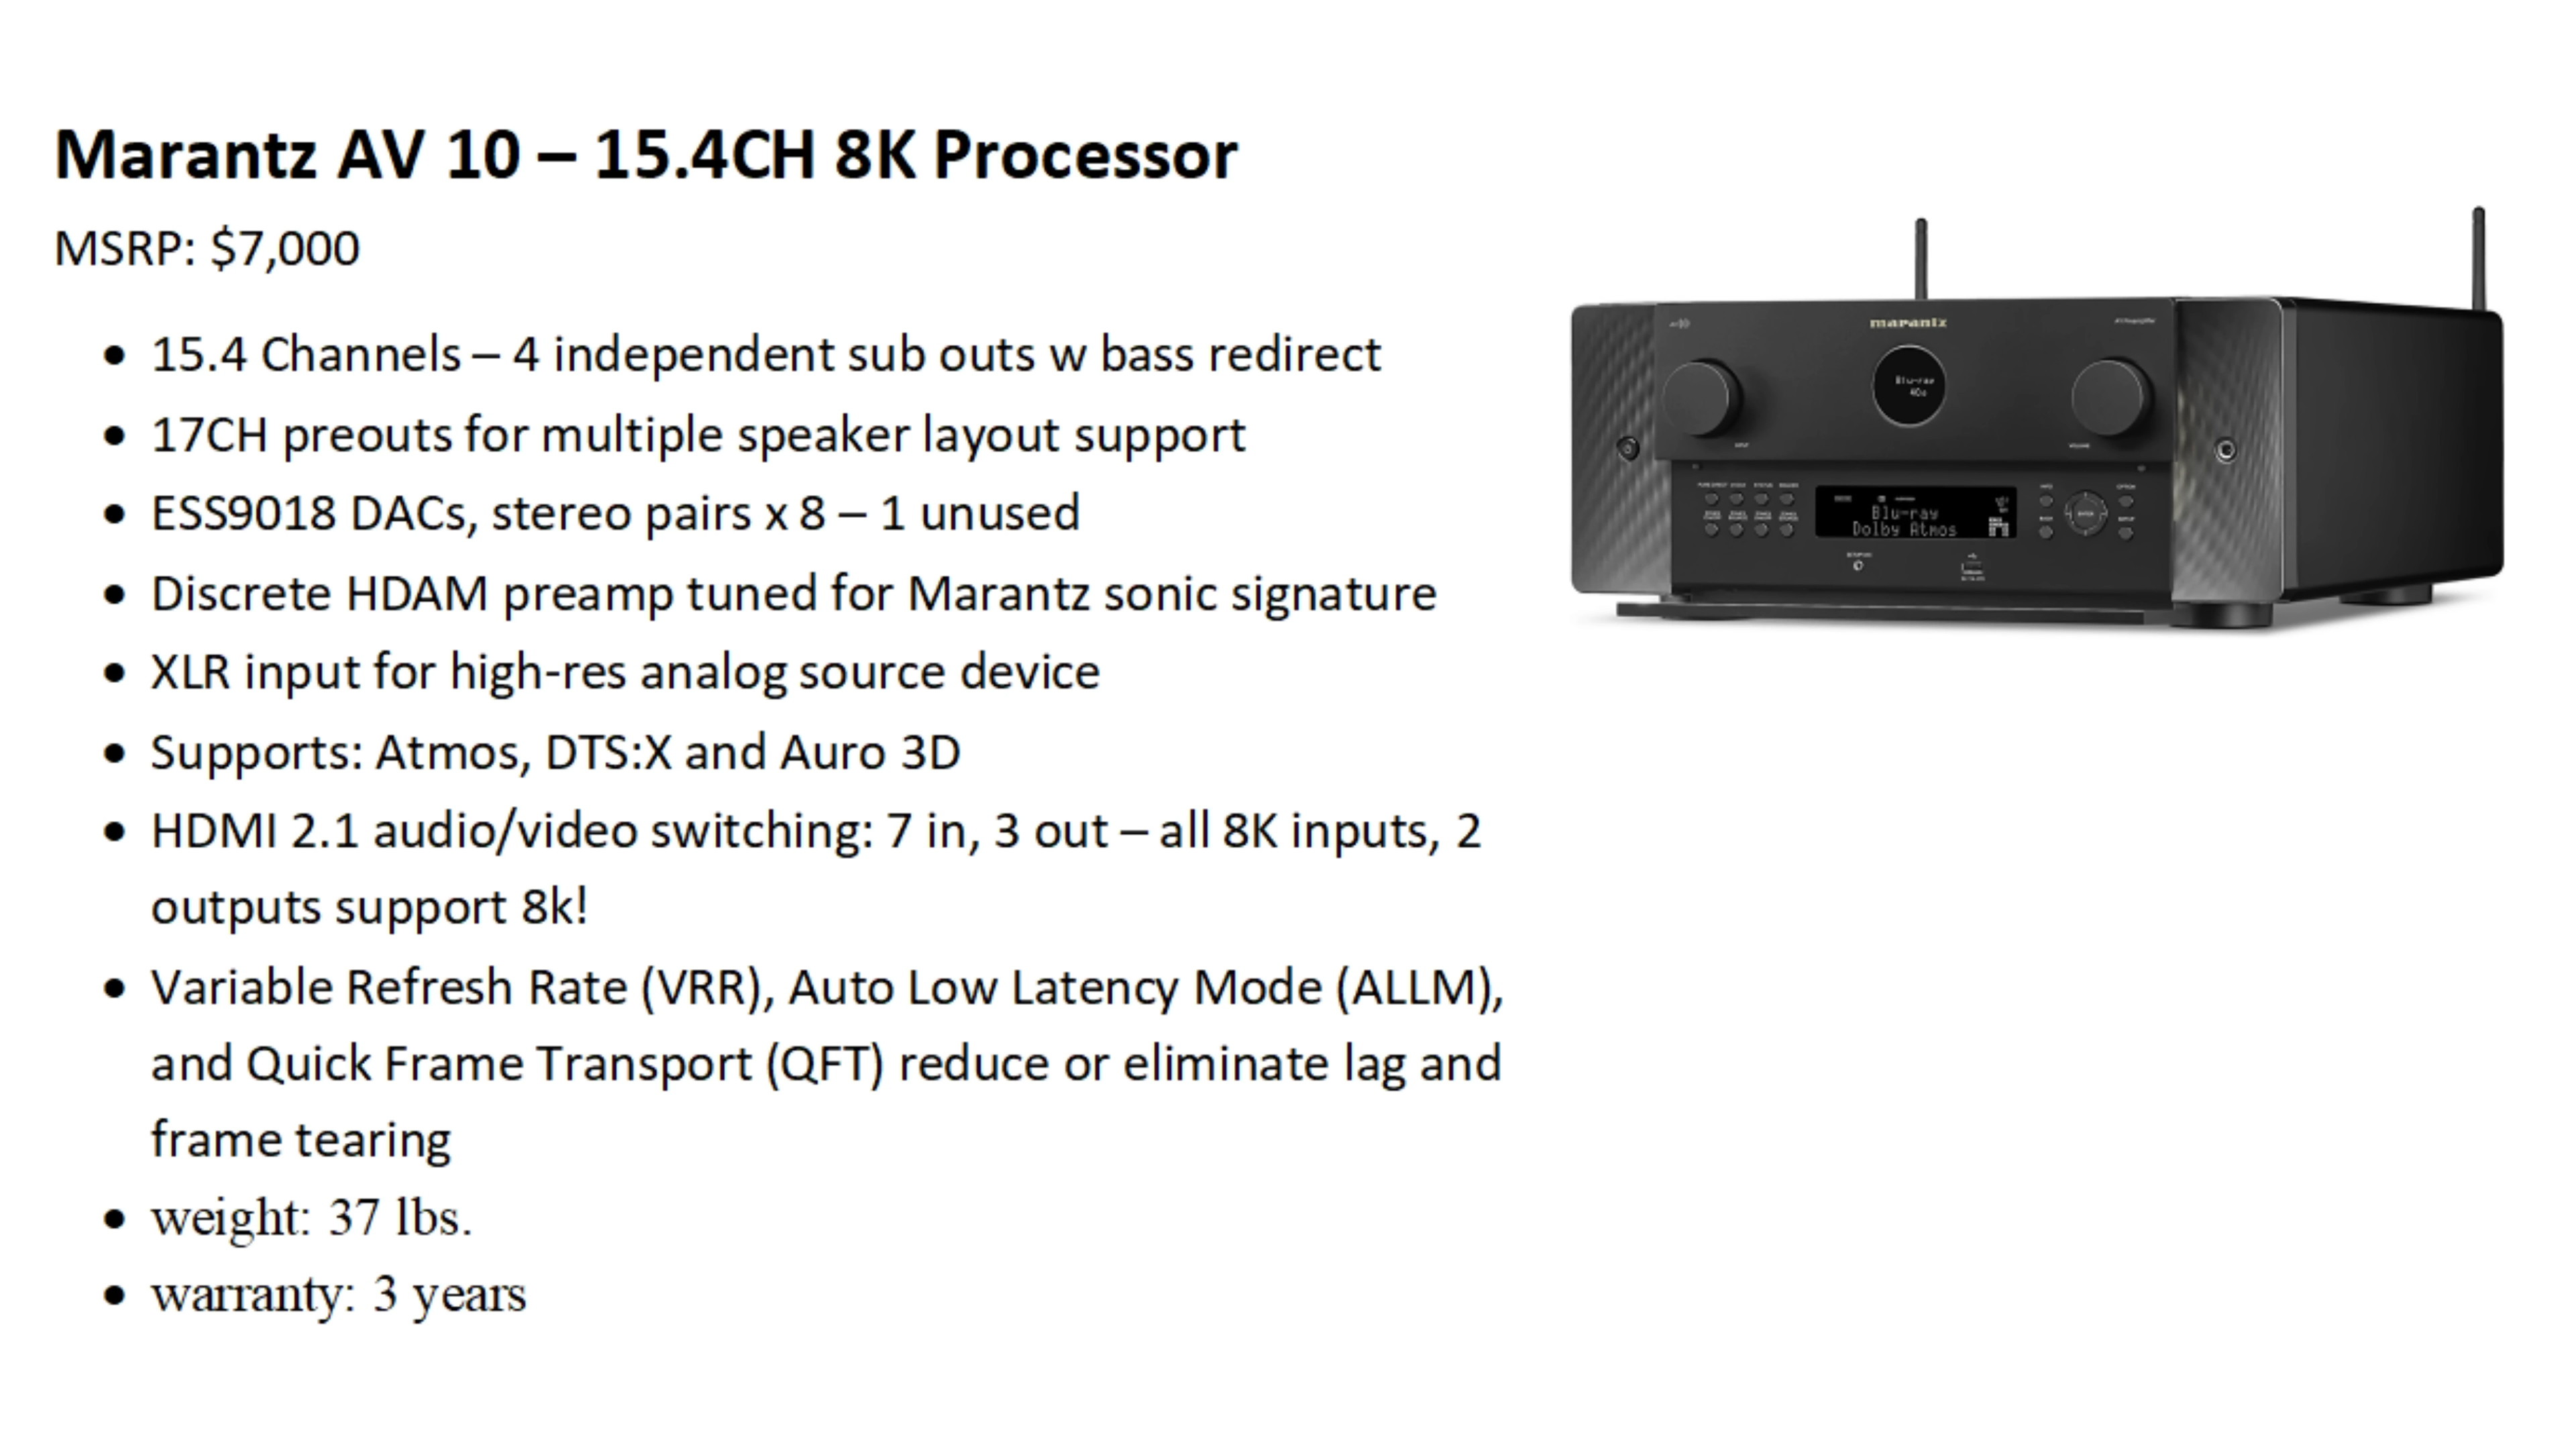 Marantz AV 10 – 15.4CH 8K Processor
MSRP: $7,000
• 15.4 Channels – 4 independent sub outs w bass redirect
• 17CH preouts for multiple speaker layout support
• ESS9018 DACs, stereo pairs x 8 – 1 unused
• Discrete HDAM preamp tuned for Marantz sonic signature
• XLR input for high-res analog source device
• Supports: Atmos, DTS:X and Auro 3D
• HDMI 2.1 audio/video switching: 7 in, 3 out – all 8K inputs, 2
outputs support 8k!
• Variable Refresh Rate (VRR), Auto Low Latency Mode (ALLM),
and Quick Frame Transport (QFT) reduce or eliminate lag and
frame tearing
• weight: 37 lbs.
• warranty: 3 years
marantz
Blu-ray
INPUT
VOLUME
Blu-ray
Dolby Atmos